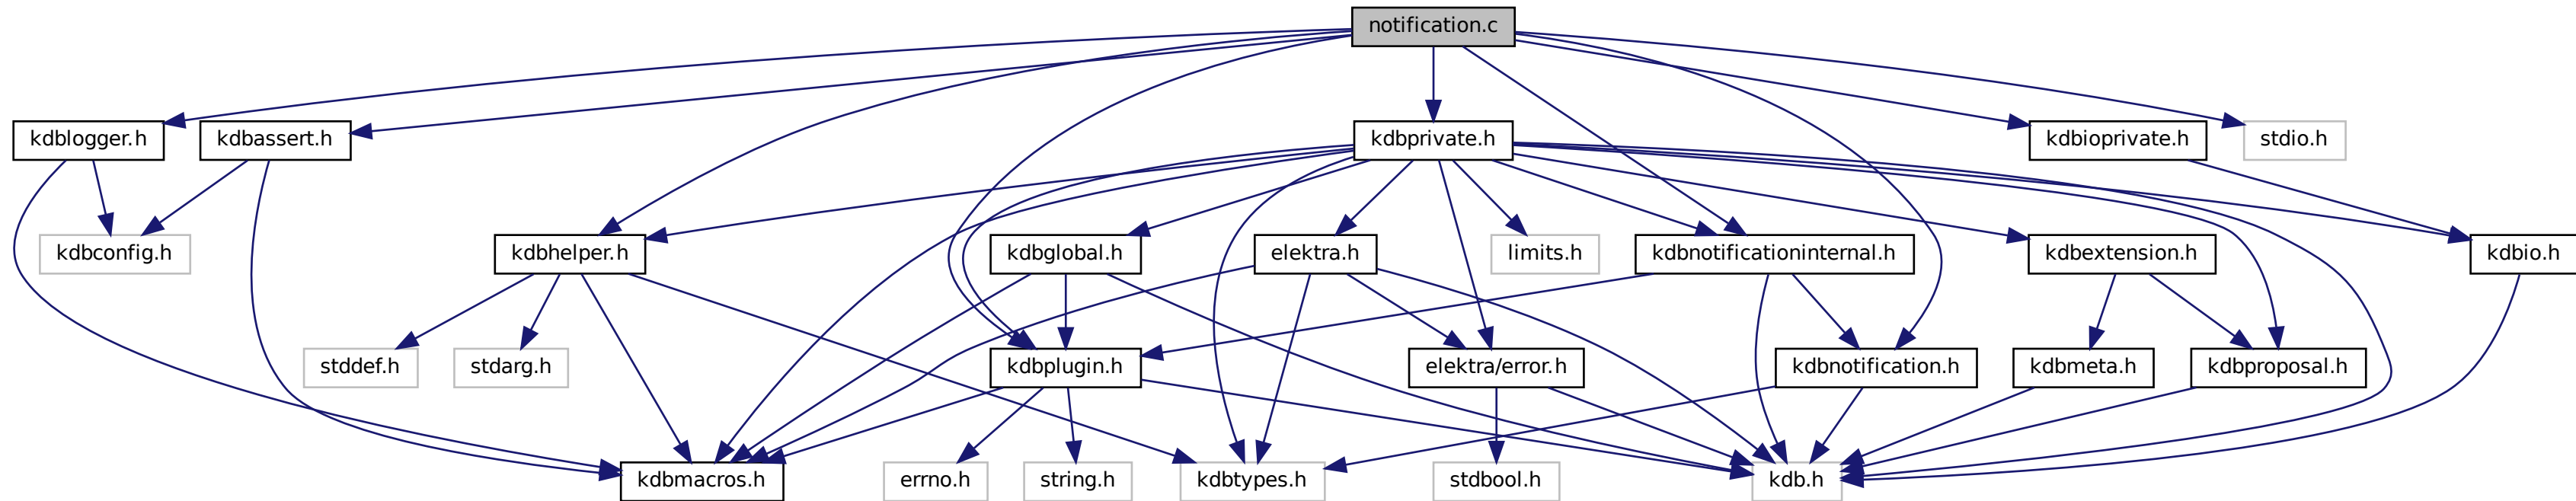 notification.c
kdblogger.h
kdbassert.h
kdbprivate.h
kdbioprivate.h
stdio.h
kdbconfig.h
kdbhelper.h
kdbglobal.h
elektra.h
limits.h
kdbnotificationinternal.h
kdbextension.h
kdbio.h
stddef.h
stdarg.h
kdbplugin.h
elektra/error.h
kdbnotification.h
kdbmeta.h
kdbproposal.h
kdbmacros.h
errno.h
string.h
kdbtypes.h
stdbool.h
kdb.h